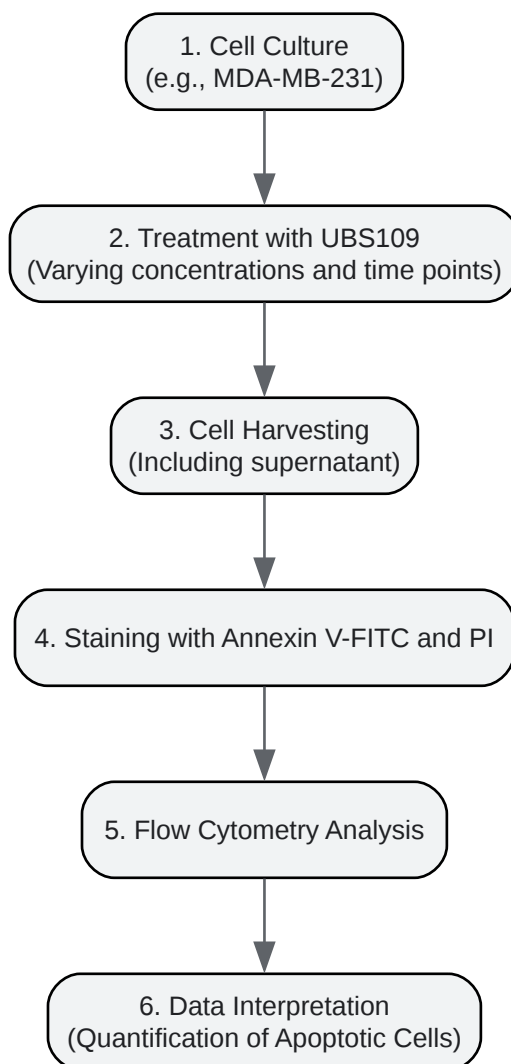 1. Cell Culture
(e.g., MDA-MB-231)
2. Treatment with UBS109
(Varying concentrations and time points)
3. Cell Harvesting
(Including supernatant)
4. Staining with Annexin V-FITC and PI
5. Flow Cytometry Analysis
6. Data Interpretation
(Quantification of Apoptotic Cells)